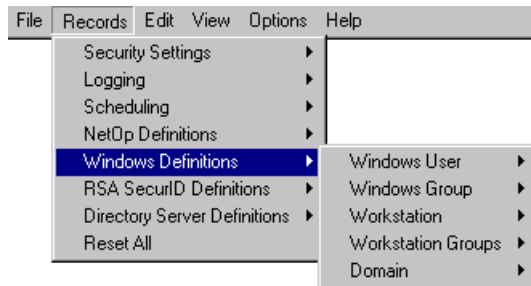 File Records Edit View Options Help
Security Settings
Logging
Scheduling
NetOp Definitions
Windows Definitions
RSA SecurID Definitions
Directory Server Definitions
Reset All
Windows User
Windows Group
Workstation
Workstation Groups
Domain